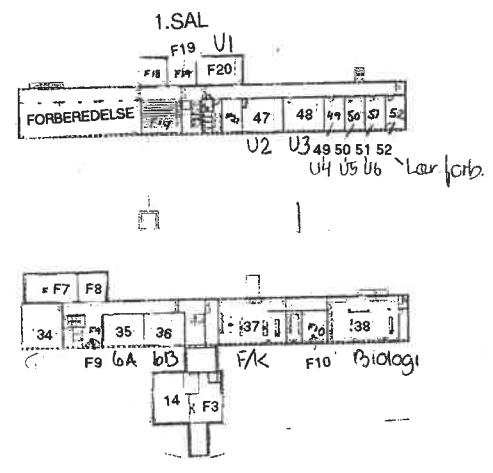 1.SAL
F19 U1
F18 F19 F20
FORBEREDELSE 47 48 49 50 51 52
U2 U3 49 50 51 52
U4 U5 U6 Lær forb.
F7 F8
34 35 36 37 38
F9 6A 6B F/K F10 Biologi
14 F3